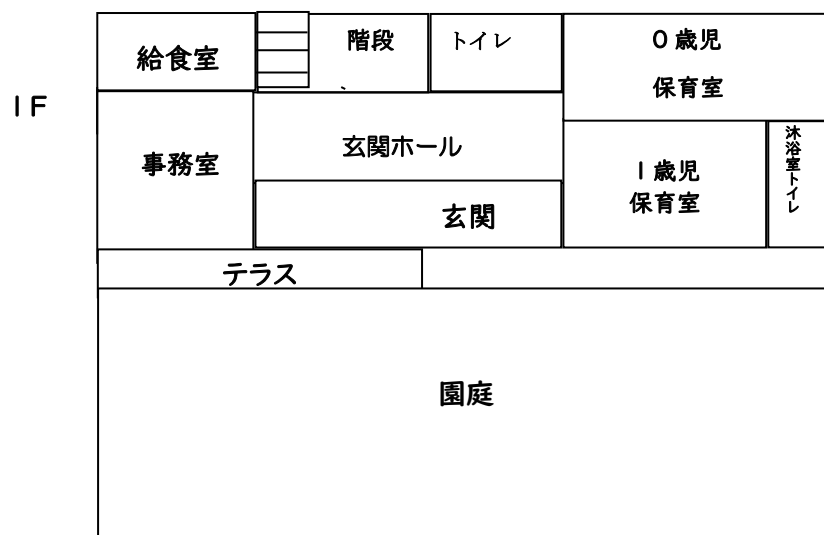 給食室
階段
トイレ
０歳児
保育室
１F
事務室
玄関ホール
１歳児
保育室
沐浴室トイレ
玄関
テラス
園庭